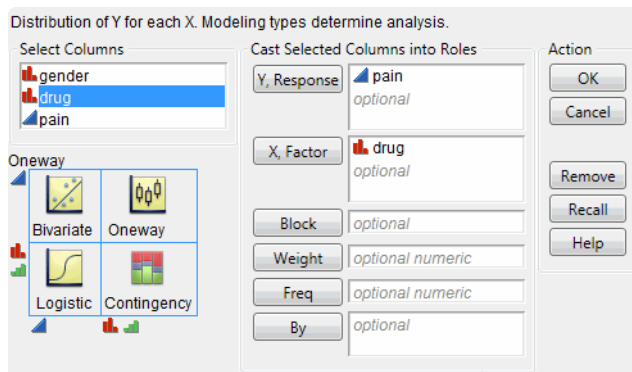 Distribution of Y for each X. Modeling types determine analysis.
Select Columns
gender
drug
pain
Oneway
Bivariate Oneway
Logistic Contingency
Cast Selected Columns into Roles
Y, Response pain
optional
X, Factor drug
optional
Block optional
Weight optional numeric
Freq optional numeric
By optional
Action
OK
Cancel
Remove
Recall
Help